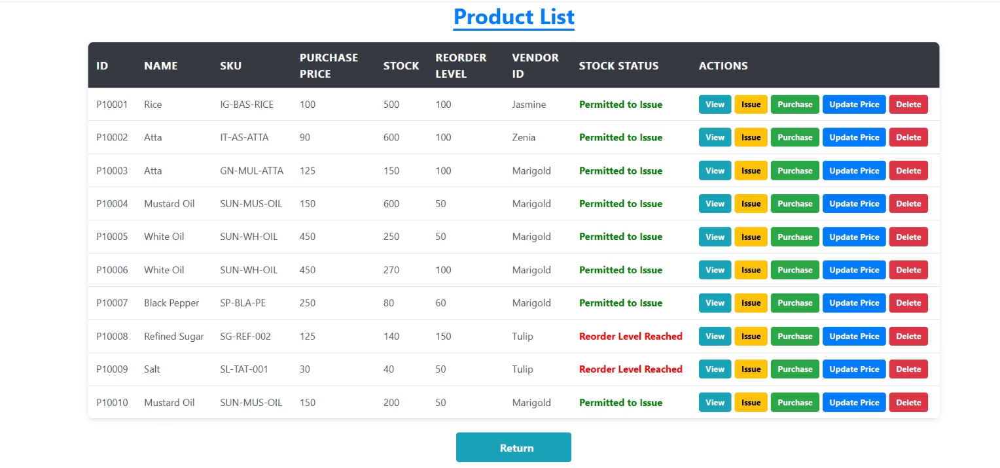 Product List
ID NAME SKU PURCHASE PRICE STOCK REORDER LEVEL VENDOR ID STOCK STATUS ACTIONS
P10001 Rice IG-BAS-RICE 100 500 100 Jasmine Permitted to Issue View Issue Purchase Update Price Delete
P10002 Atta IT-AS-ATTA 90 600 100 Zenia Permitted to Issue View Issue Purchase Update Price Delete
P10003 Atta GN-MUL-ATTA 125 150 100 Marigold Permitted to Issue View Issue Purchase Update Price Delete
P10004 Mustard Oil SUN-MUS-OIL 150 600 50 Marigold Permitted to Issue View Issue Purchase Update Price Delete
P10005 White Oil SUN-WH-OIL 450 250 50 Marigold Permitted to Issue View Issue Purchase Update Price Delete
P10006 White Oil SUN-WH-OIL 450 270 100 Marigold Permitted to Issue View Issue Purchase Update Price Delete
P10007 Black Pepper SP-BLA-PE 250 80 60 Marigold Permitted to Issue View Issue Purchase Update Price Delete
P10008 Refined Sugar SG-REF-002 125 140 150 Tulip Reorder Level Reached View Issue Purchase Update Price Delete
P10009 Salt SL-TAT-001 30 40 50 Tulip Reorder Level Reached View Issue Purchase Update Price Delete
P10010 Mustard Oil SUN-MUS-OIL 150 200 50 Marigold Permitted to Issue View Issue Purchase Update Price Delete
Return